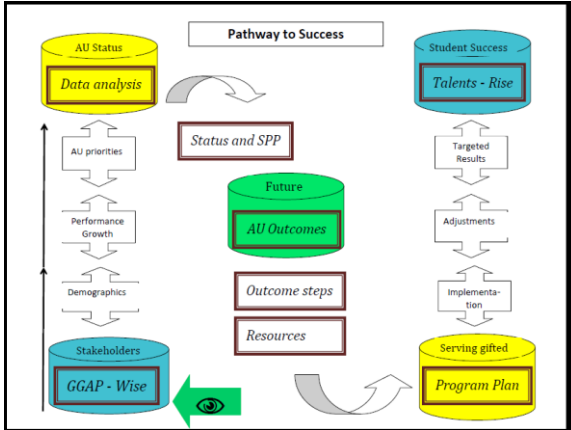 Pathway to Success
AU Status
Data analysis
Student Success
Talents - Rise
Status and SPP
AU priorities
Targeted
Results
Future
AU Outcomes
Performance
Growth
Adjustments
Demographics
Outcome steps
Implementa-
tion
Resources
Stakeholders
GGAP - Wise
Serving gifted
Program Plan